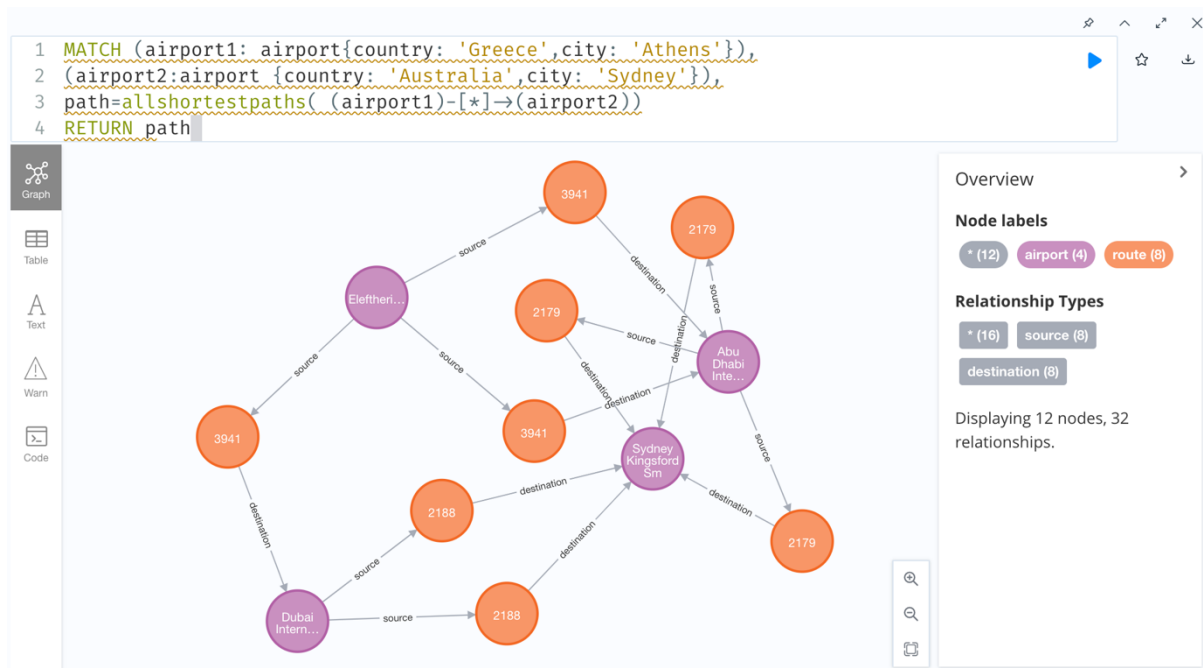 1 MATCH (airport1: airport{country: 'Greece',city: 'Athens'}),
2 (airport2:airport {country: 'Australia',city: 'Sydney'}),
3 path=allshortestpaths( (airport1)-[*]→(airport2))
4 RETURN path
Graph
Table
Text
Warn
Code
3941
2179
source
destination
Eleftheri...
2179
source
source
destination
Abu
Dhabi
Inte...
source
source
destination
destination
3941
3941
destination
Sydney
Kingsford
Sm
source
destination
2188
destination
destination
destination
2179
source
Dubai
Intern...
source
2188
Overview
Node labels
* (12)
airport (4)
route (8)
Relationship Types
* (16)
source (8)
destination (8)
Displaying 12 nodes, 32
relationships.